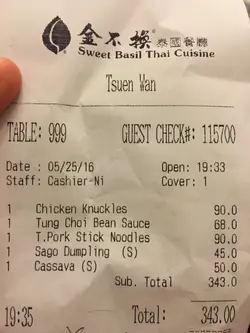 金不換 泰國餐廳
Sweet Basil Thai Cuisine
Tsuen Wan
TABLE: 999 GUEST CHECK#: 115700
Date : 05/25/16 Open: 19:33
Staff: Cashier-Ni Cover: 1
1 Chicken Knuckles 90.0
1 Tung Choi Bean Sauce 68.0
1 T.Pork Stick Noodles 90.0
1 Sago Dumpling (S) 45.0
1 Cassava (S) 50.0
Sub. Total 343.0
19:35 Total: 343.00